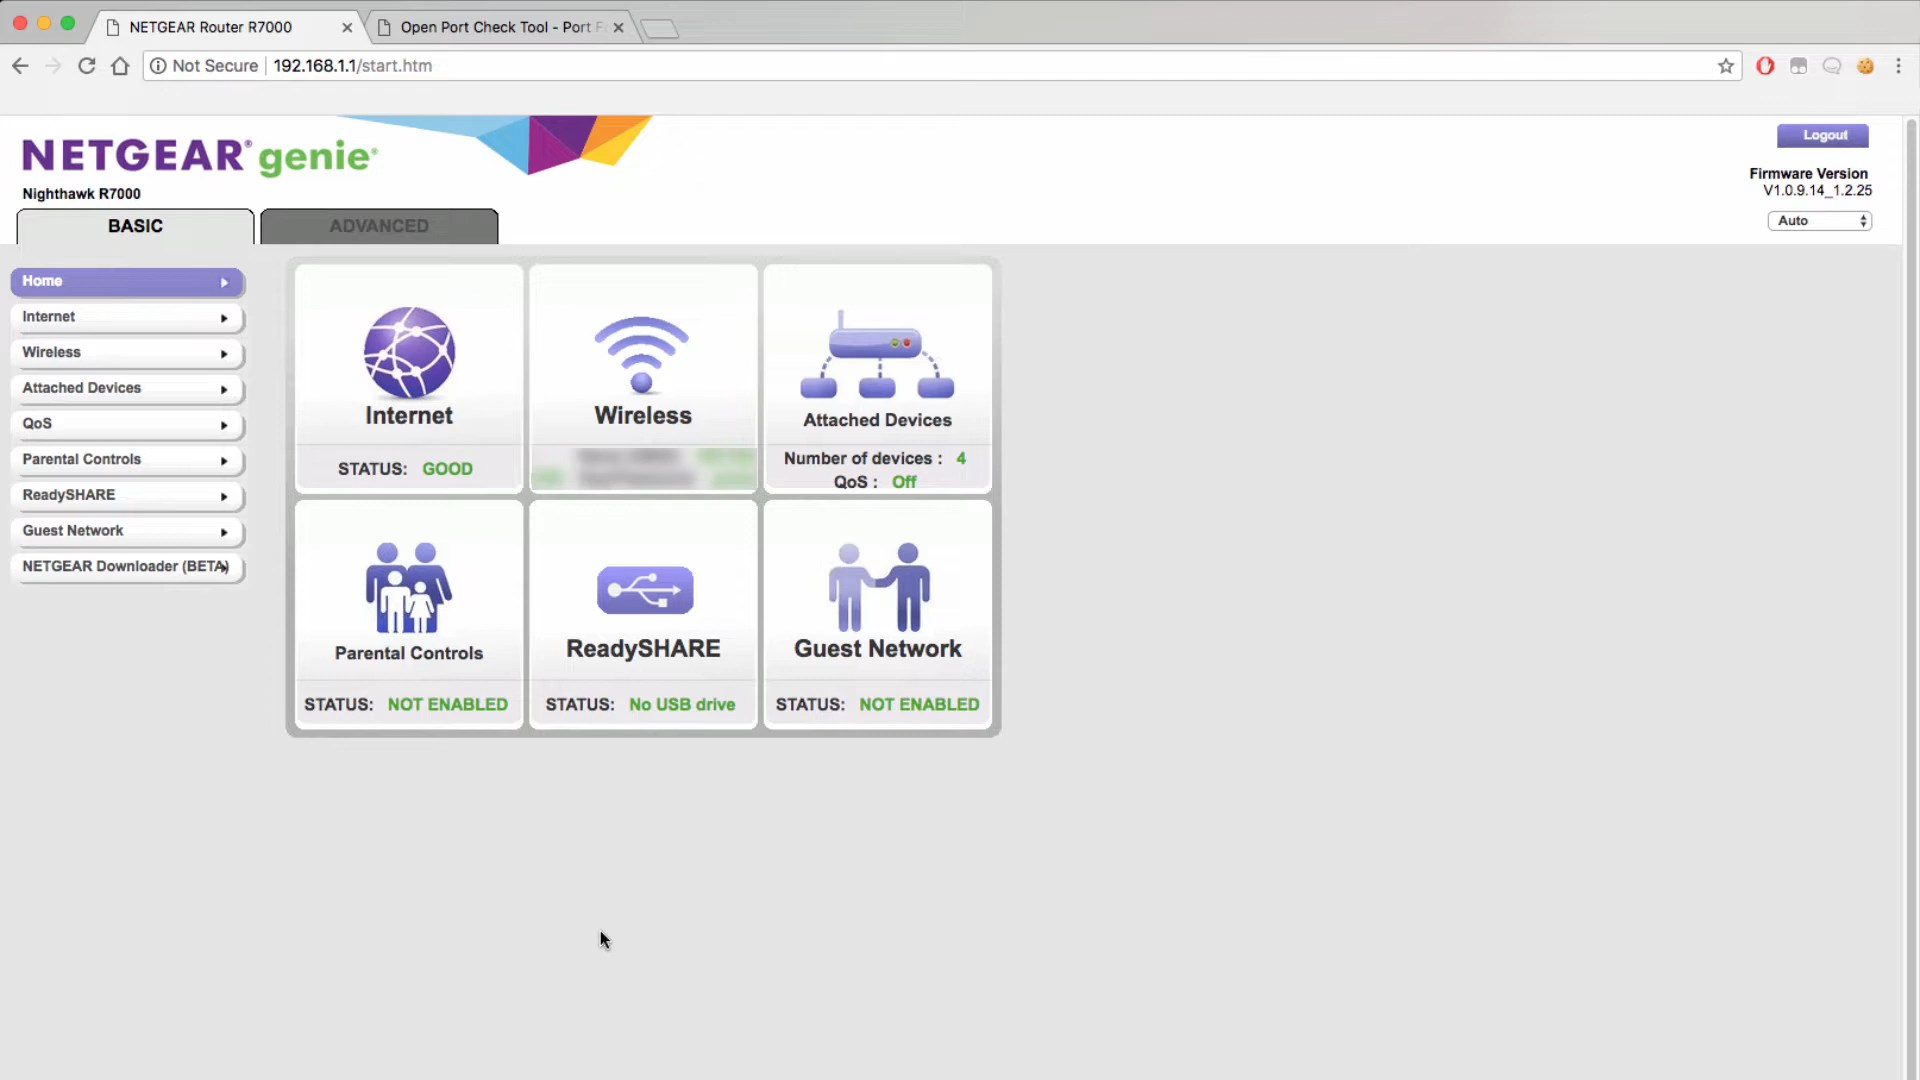 NETGEAR Router R7000
Open Port Check Tool - Port F
Not Secure 192.168.1.1/start.htm
NETGEAR® genie®
Nighthawk R7000
Logout
Firmware Version
V1.0.9.14_1.2.25
Auto
BASIC
ADVANCED
Home
Internet
Wireless
Attached Devices
QoS
Parental Controls
ReadySHARE
Guest Network
NETGEAR Downloader (BETA)
Internet
STATUS: GOOD
Wireless
Attached Devices
Number of devices : 4
QoS : Off
Parental Controls
STATUS: NOT ENABLED
ReadySHARE
STATUS: No USB drive
Guest Network
STATUS: NOT ENABLED